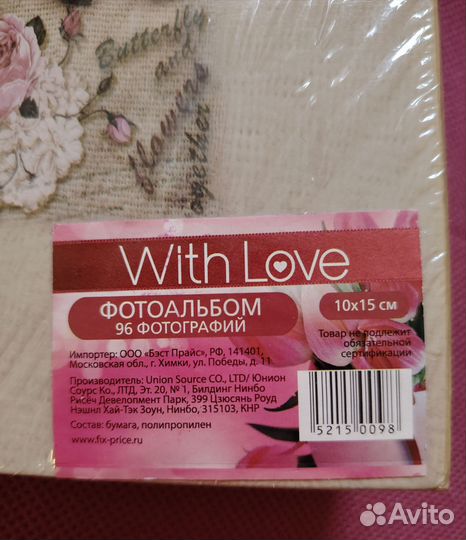 Butterfly
and
flowers
together
With Love
ФОТОАЛЬБОМ
96 ФОТОГРАФИЙ
10х15 см
Товар не подлежит
обязательной
сертификации
Импортер: ООО «Бэст Прайс», РФ, 141401,
Московская обл., г. Химки, ул. Победы, д. 11
Производитель: Union Source CO., LTD/ Юнион
Соурс Ко., ЛТД, Эт. 20, № 1, Билдинг Нинбо
Рисёч Девелопмент Парк, 399 Цзюсянь Роуд
Нэшнл Хай-Тэк Зоун, Нинбо, 315103, КНР
Состав: бумага, полипропилен
www.fix-price.ru
5215 0098
Avito